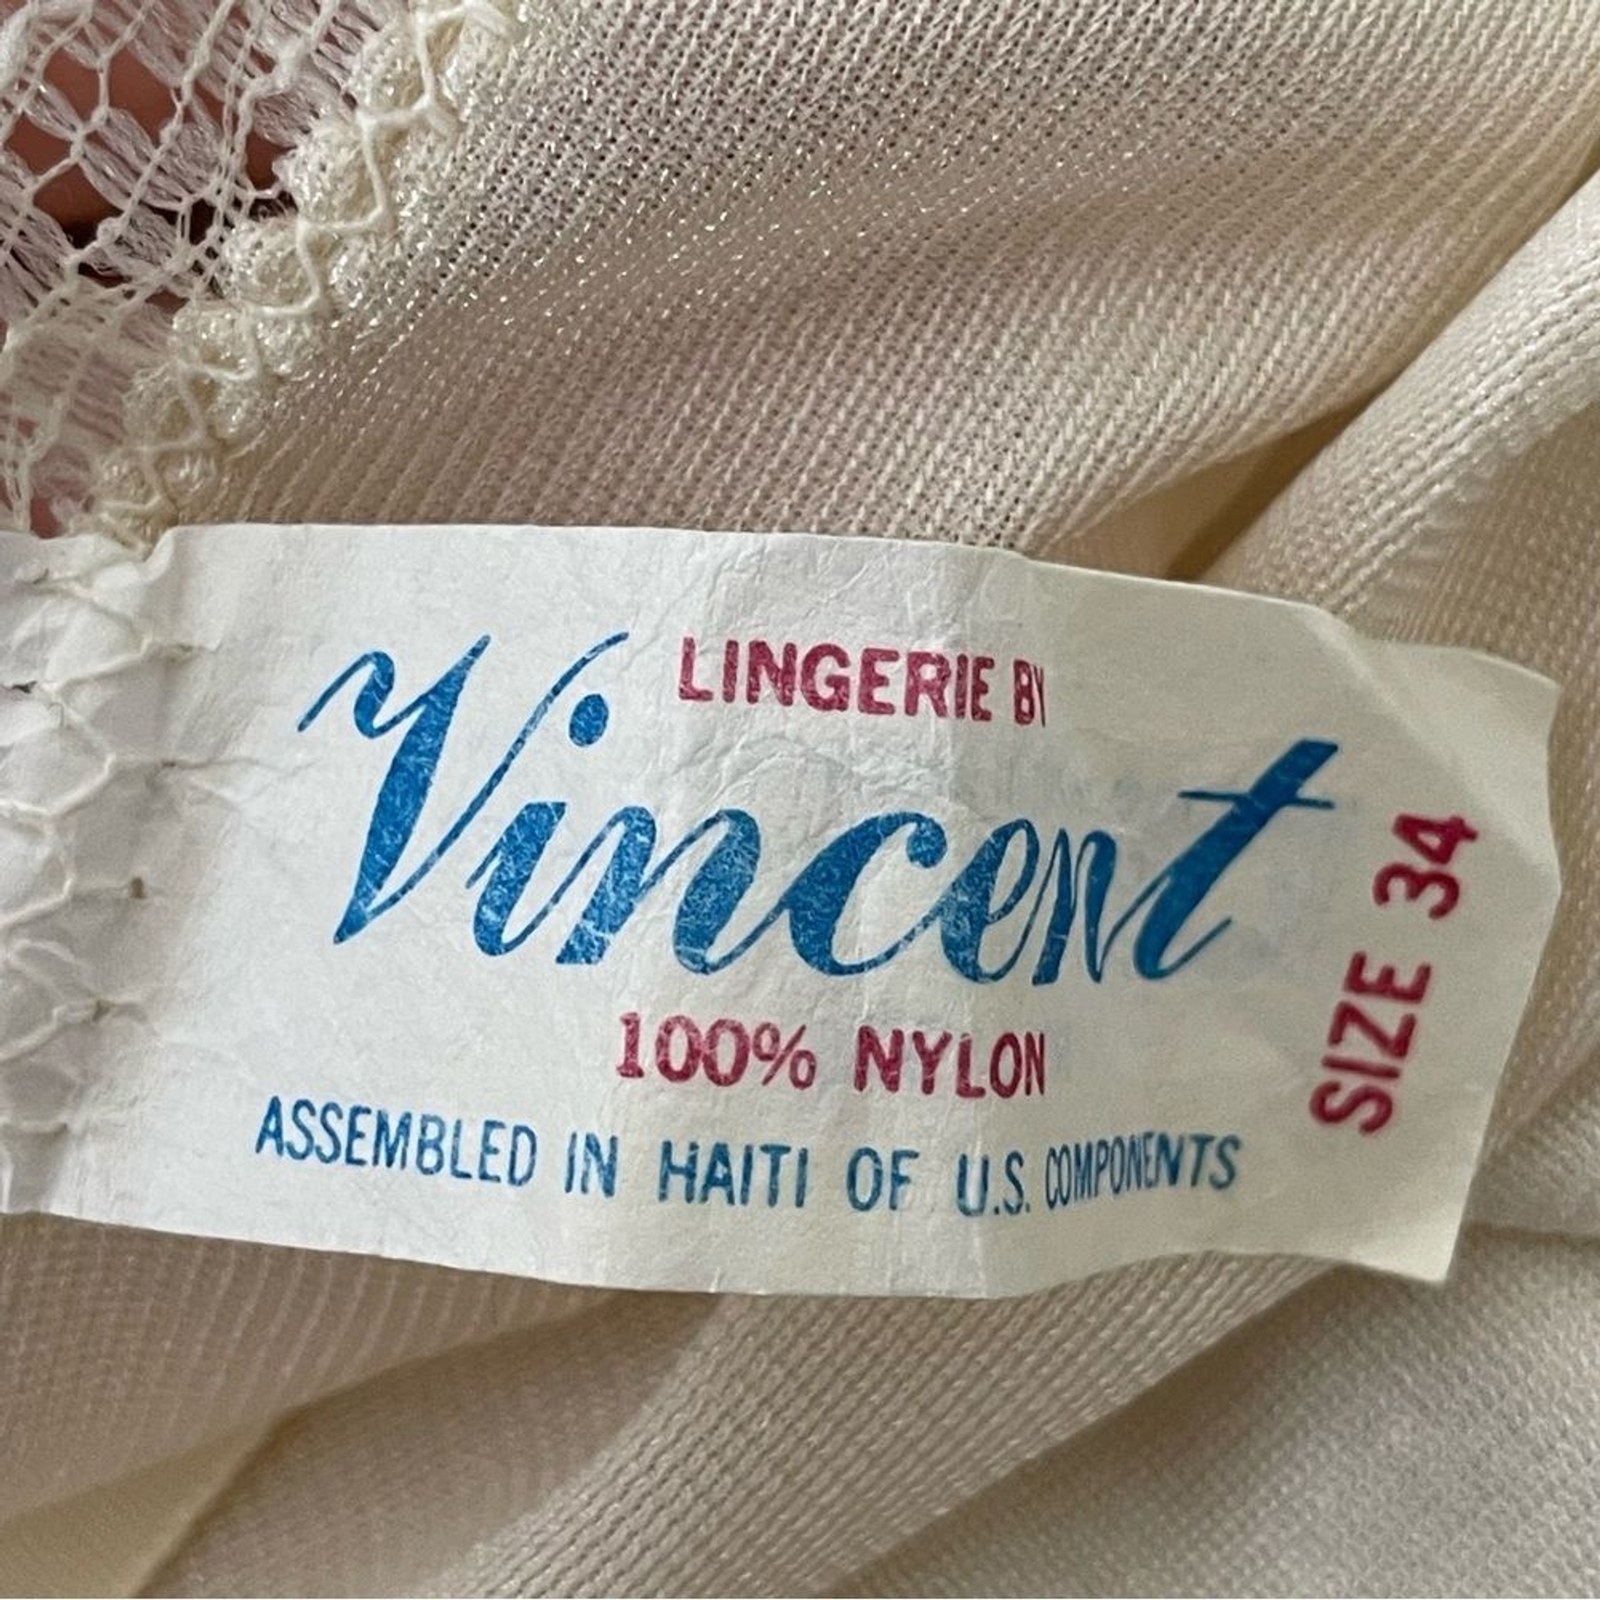 LINGERIE BY
Vincent
100% NYLON
ASSEMBLED IN HAITI OF U.S. COMPONENTS
SIZE 34